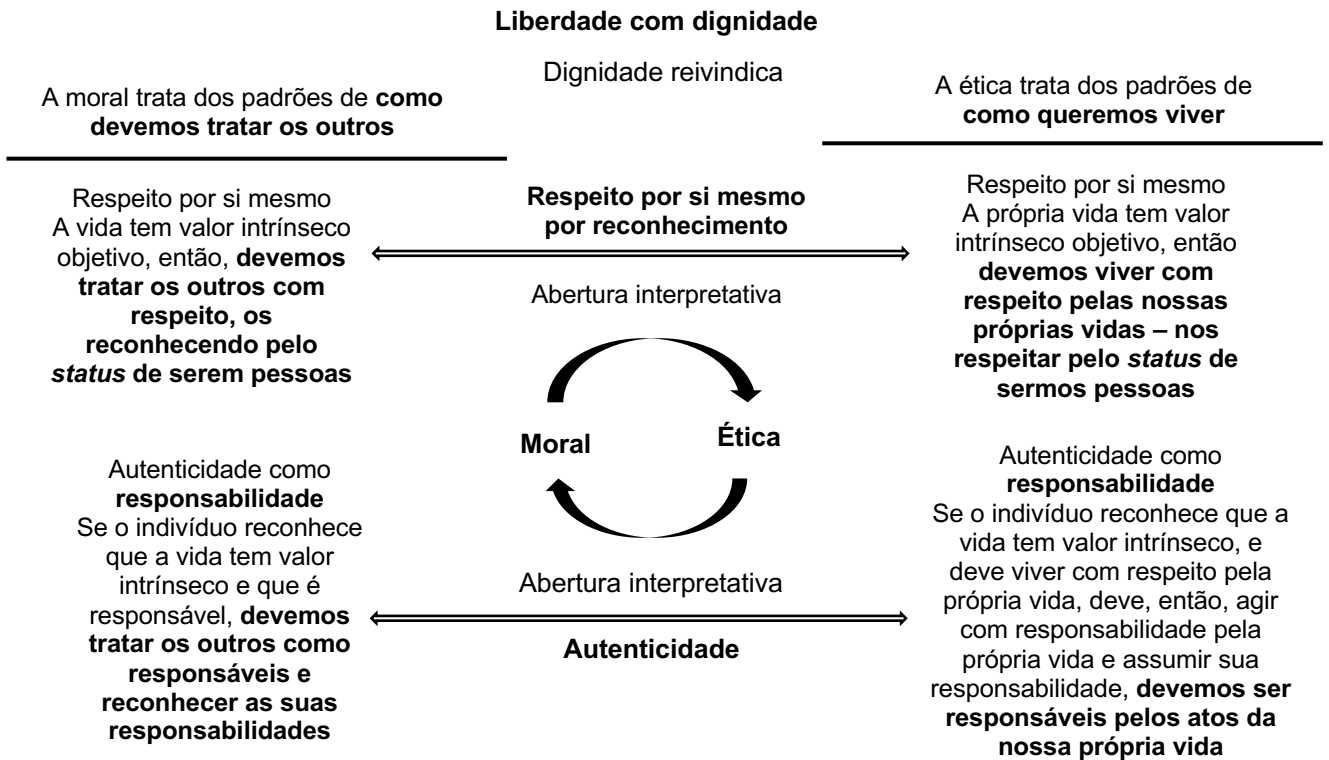 Liberdade com dignidade
Dignidade reivindica
A moral trata dos padrões de como
devemos tratar os outros
A ética trata dos padrões de
como queremos viver
Respeito por si mesmo
A vida tem valor intrínseco
objetivo, então, devemos
tratar os outros com
respeito, os
reconhecendo pelo
status de serem pessoas
Respeito por si mesmo
por reconhecimento
Abertura interpretativa
Respeito por si mesmo
A própria vida tem valor
intrínseco objetivo, então
devemos viver com
respeito pelas nossas
próprias vidas – nos
respeitar pelo status de
sermos pessoas
Moral
Ética
Autenticidade como
responsabilidade
Se o indivíduo reconhece
que a vida tem valor
intrínseco e que é
responsável, devemos
tratar os outros como
responsáveis e
reconhecer as suas
responsabilidades
Abertura interpretativa
Autenticidade
Autenticidade como
responsabilidade
Se o indivíduo reconhece que a
vida tem valor intrínseco, e
deve viver com respeito pela
própria vida, deve, então, agir
com responsabilidade pela
própria vida e assumir sua
responsabilidade, devemos ser
responsáveis pelos atos da
nossa própria vida